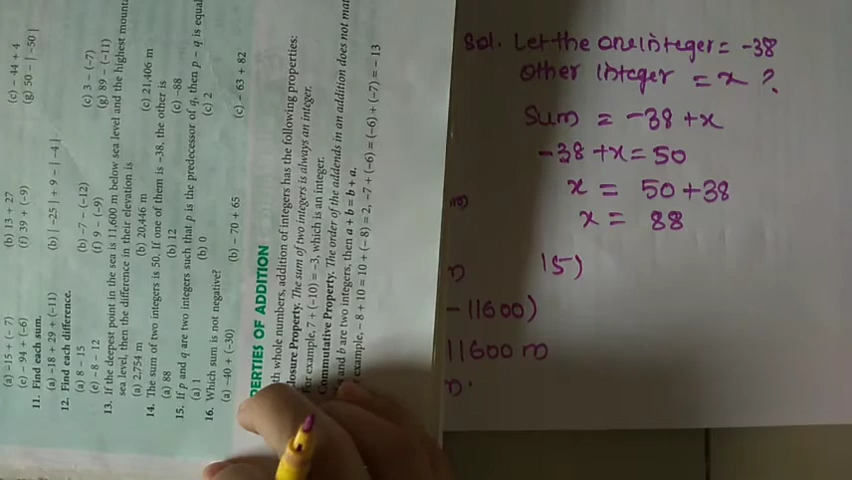 (a) -15 + (- 7) (b) 13 + 27 (c) - 44 + 4
(e) - 94 + (-6) (f) 39 + (-9) (g) 50 - | -50 |
11. Find each sum.
(a) -18 + 29 + (-11) (b) | -25 | + 9 - | -4 |
12. Find each difference.
(a) 8 - 15 (b) -7 - (-12) (c) 3 - (-7)
(e) -8 - 12 (f) 9 - (-9) (g) 89 - (-11)
13. If the deepest point in the sea is 11,600 m below sea level and the highest
sea level, then the difference in their elevation is
(a) 2,754 m (b) 20,446 m (c) 21,406 m
14. The sum of two integers is 50. If one of them is -38, the other is
(a) 88 (b) 12 (c) -88
15. If p and q are two integers such that p is the predecessor of q, then p - q is
(a) 1 (b) 0 (c) 2
16. Which sum is not negative?
(a) -40 + (-30) (b) - 70 + 65 (c) - 63 + 82
OF ADDITION
whole numbers, addition of integers has the following properties:
Property. The sum of two integers is always an integer.
For example, 7 + (-10) = -3, which is an integer.
Commutative Property. The order of the addends in an addition does not
and b are two integers, then a + b = b + a.
example, - 8 + 10 = 10 + (- 8) = 2, -7 + (-6) = (-6) + (-7) = - 13
Sol. Let the one integer = -38
Other integer = x ?
Sum = -38 + x
-38 + x = 50
x = 50 + 38
x = 88
15)
-11600)
11600 m